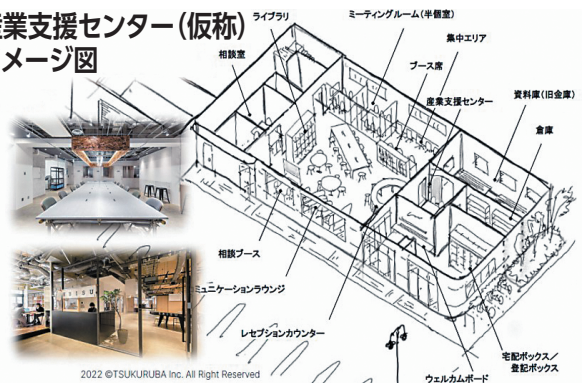 産業支援センター(仮称)
メージ図
ライブラリ
ミーティングルーム(半個室)
集中エリア
相談室
ブース席
産業支援センター
資料庫(旧金庫)
倉庫
相談ブース
ミュニケーションラウンジ
レセプションカウンター
宅配ボックス/
登記ボックス
ウェルカムボード
2022 ©TSUKURUBA Inc. All Right Reserved